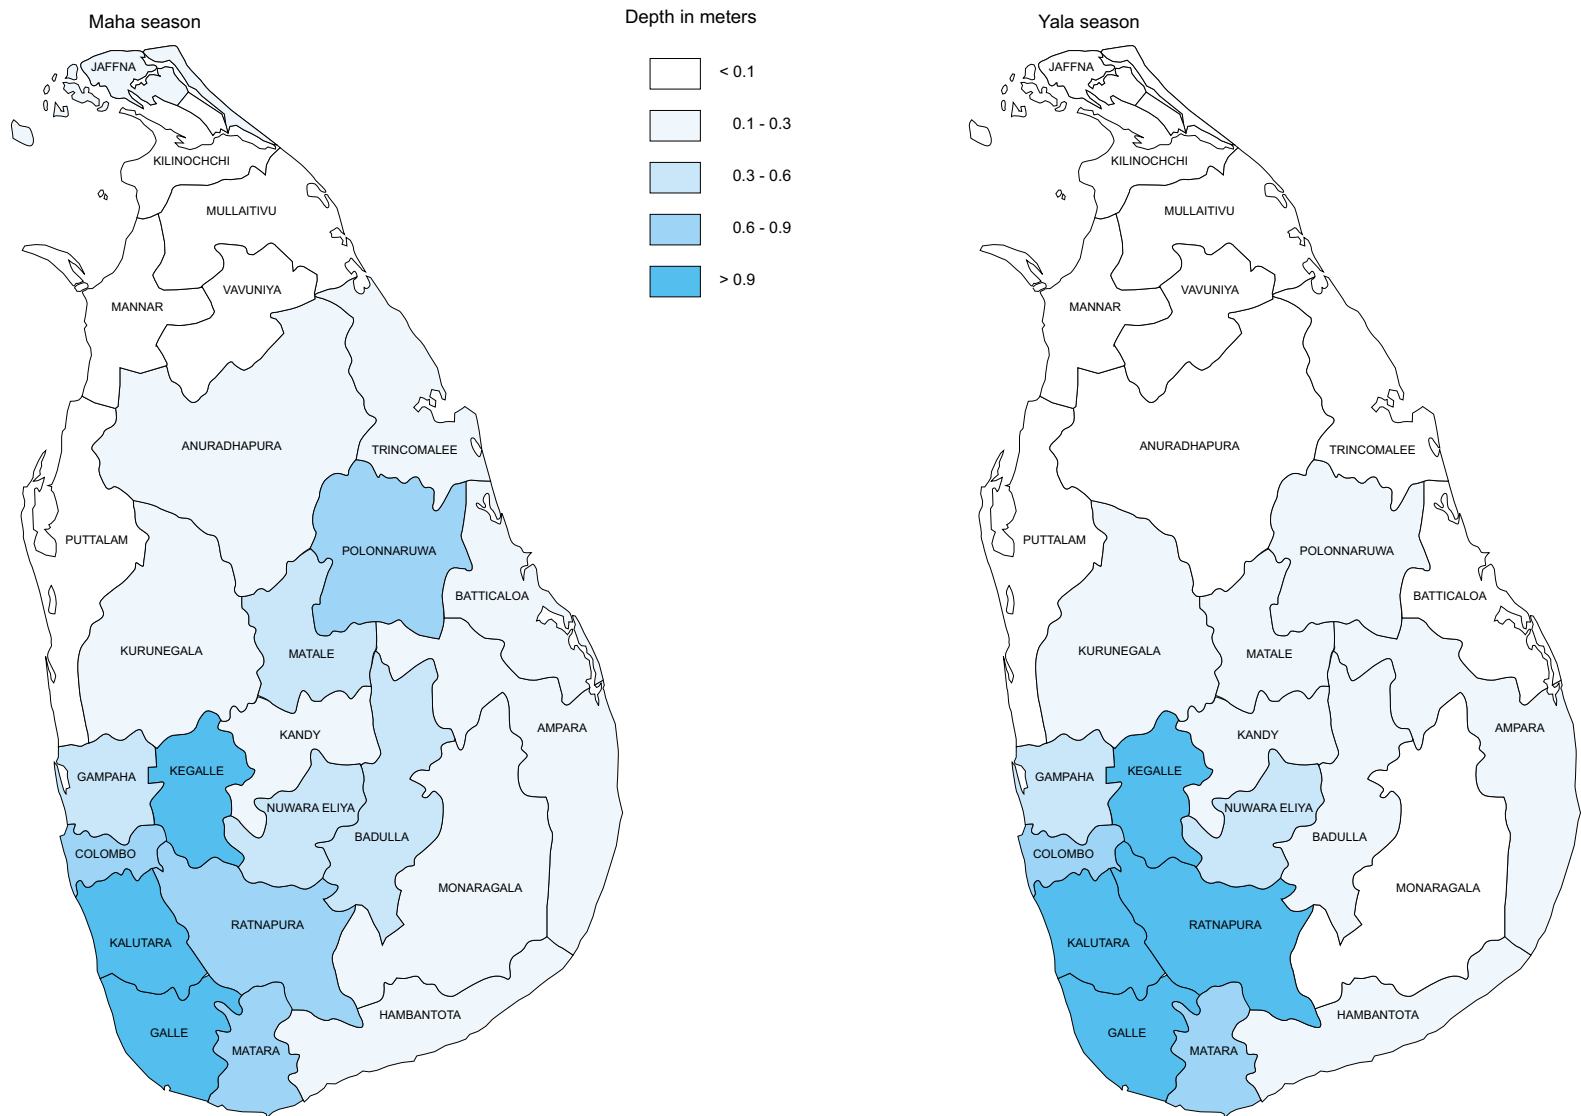 Maha season
Depth in meters
Yala season
< 0.1
0.1 - 0.3
0.3 - 0.6
0.6 - 0.9
> 0.9
JAFFNA
KILINOCHCHI
MULLAITIVU
VAVUNIYA
MANNAR
ANURADHAPURA
TRINCOMALEE
PUTTALAM
POLONNARUWA
BATTICALOA
KURUNEGALA
MATALE
AMPARA
KANDY
KEGALLE
GAMPAHA
NUWARA ELIYA
BADULLA
COLOMBO
MONARAGALA
RATNAPURA
KALUTARA
HAMBANTOTA
GALLE
MATARA
JAFFNA
KILINOCHCHI
MULLAITIVU
VAVUNIYA
MANNAR
ANURADHAPURA
TRINCOMALEE
PUTTALAM
POLONNARUWA
BATTICALOA
KURUNEGALA
MATALE
AMPARA
KANDY
KEGALLE
GAMPAHA
NUWARA ELIYA
BADULLA
COLOMBO
MONARAGALA
RATNAPURA
KALUTARA
HAMBANTOTA
GALLE
MATARA